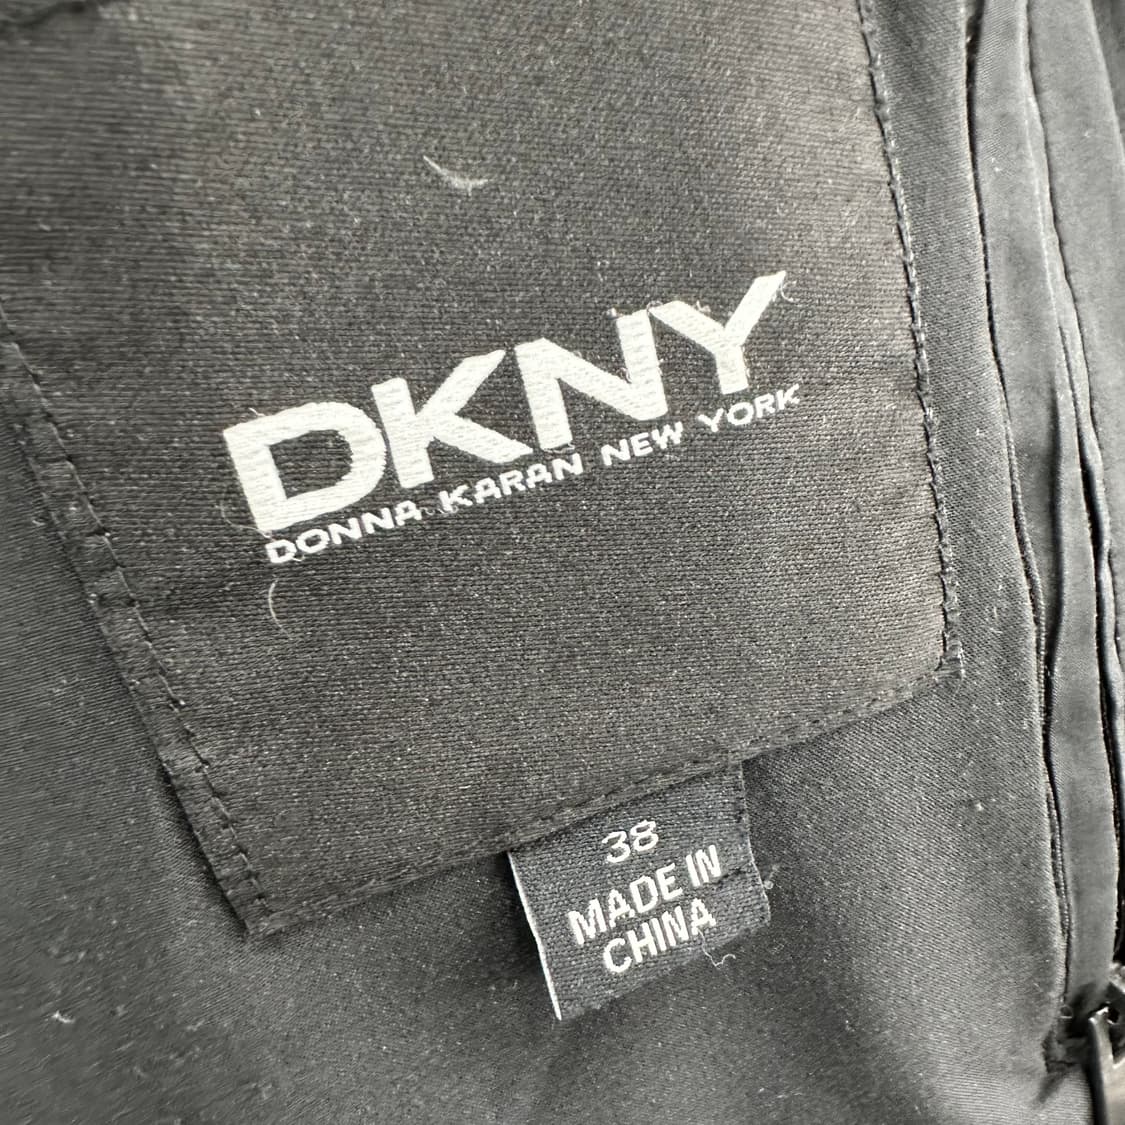 DKNY
DONNA KARAN NEW YORK
38
MADE IN
CHINA